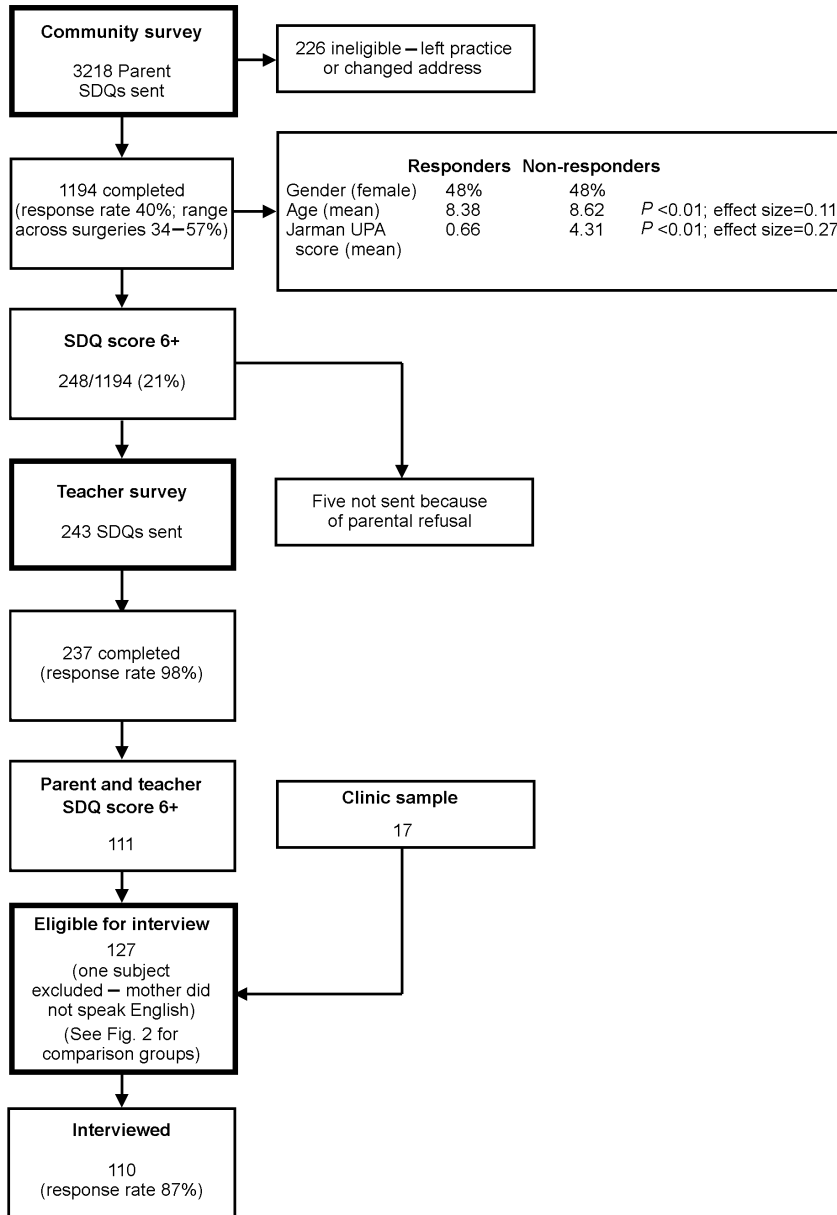 Community survey
3218 Parent
SDQs sent
226 ineligible – left practice
or changed address
1194 completed
(response rate 40%; range
across surgeries 34–57%)
Responders Non-responders
Gender (female) 48% 48%
Age (mean) 8.38 8.62 P <0.01; effect size=0.11
Jarman UPA 0.66 4.31 P <0.01; effect size=0.27
score (mean)
SDQ score 6+
248/1194 (21%)
Five not sent because
of parental refusal
Teacher survey
243 SDQs sent
237 completed
(response rate 98%)
Parent and teacher
SDQ score 6+
111
Clinic sample
17
Eligible for interview
127
(one subject
excluded – mother did
not speak English)
(See Fig. 2 for
comparison groups)
Interviewed
110
(response rate 87%)